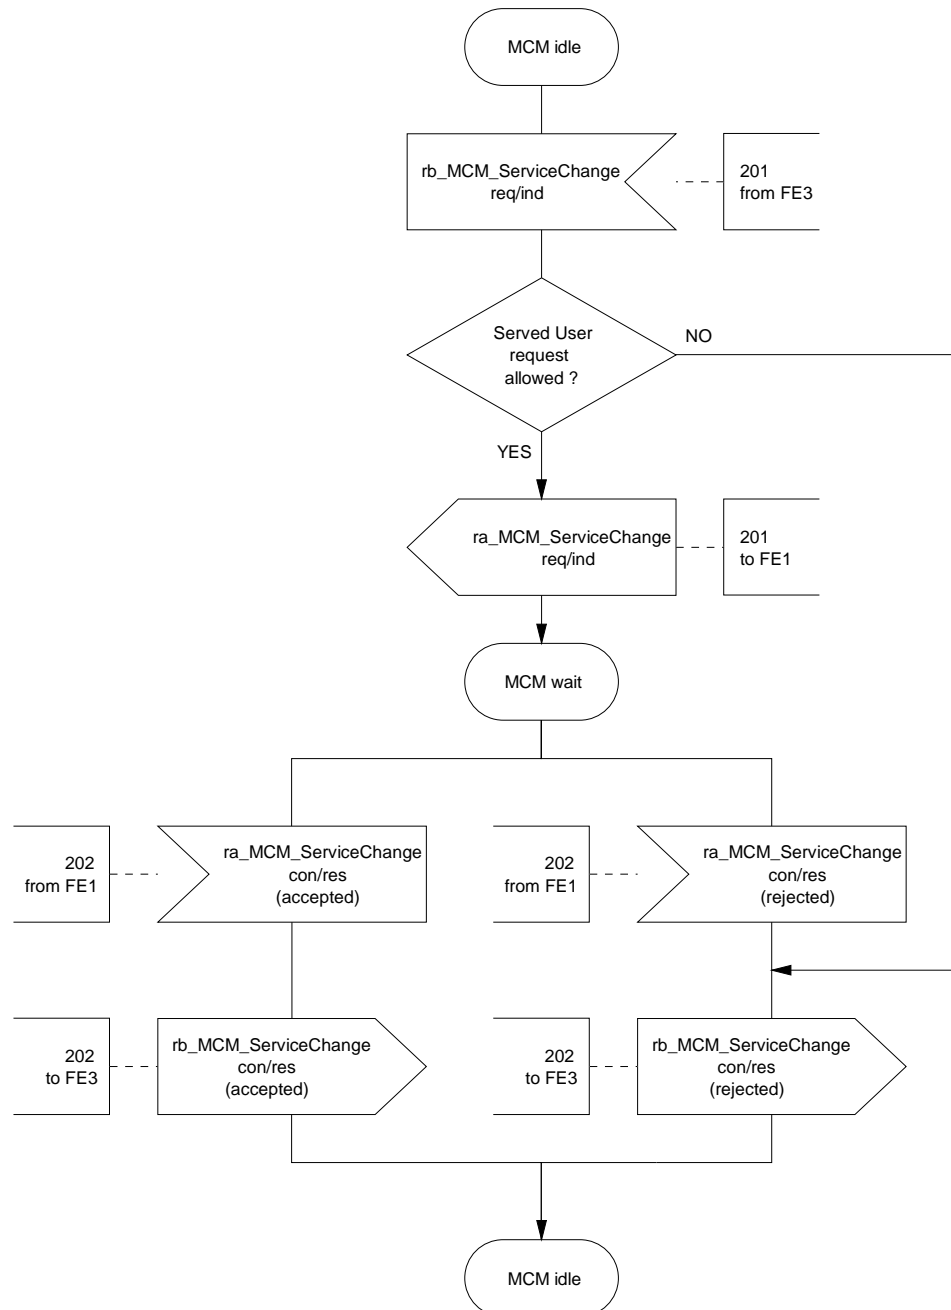 MCM idle
rb_MCM_ServiceChange
req/ind
201
from FE3
Served User
request
allowed ?
NO
YES
ra_MCM_ServiceChange
req/ind
201
to FE1
MCM wait
202
from FE1
ra_MCM_ServiceChange
con/res
(accepted)
202
from FE1
ra_MCM_ServiceChange
con/res
(rejected)
202
to FE3
rb_MCM_ServiceChange
con/res
(accepted)
202
to FE3
rb_MCM_ServiceChange
con/res
(rejected)
MCM idle